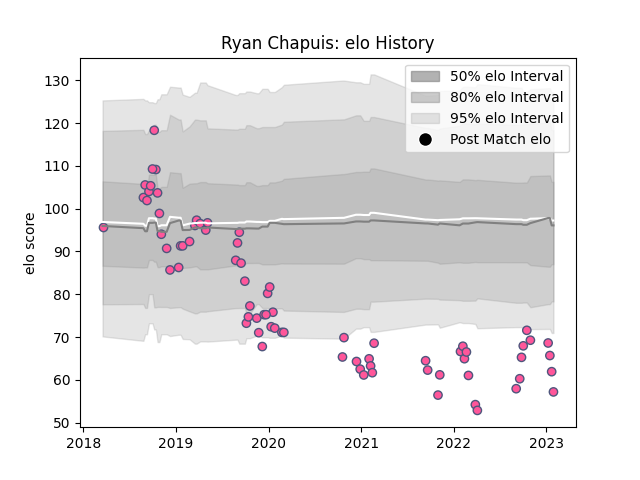 Ryan Chapuis: elo History
50% elo Interval
80% elo Interval
95% elo Interval
Post Match elo
elo score
130
120
110
100
90
80
70
60
50
2018
2019
2020
2021
2022
2023